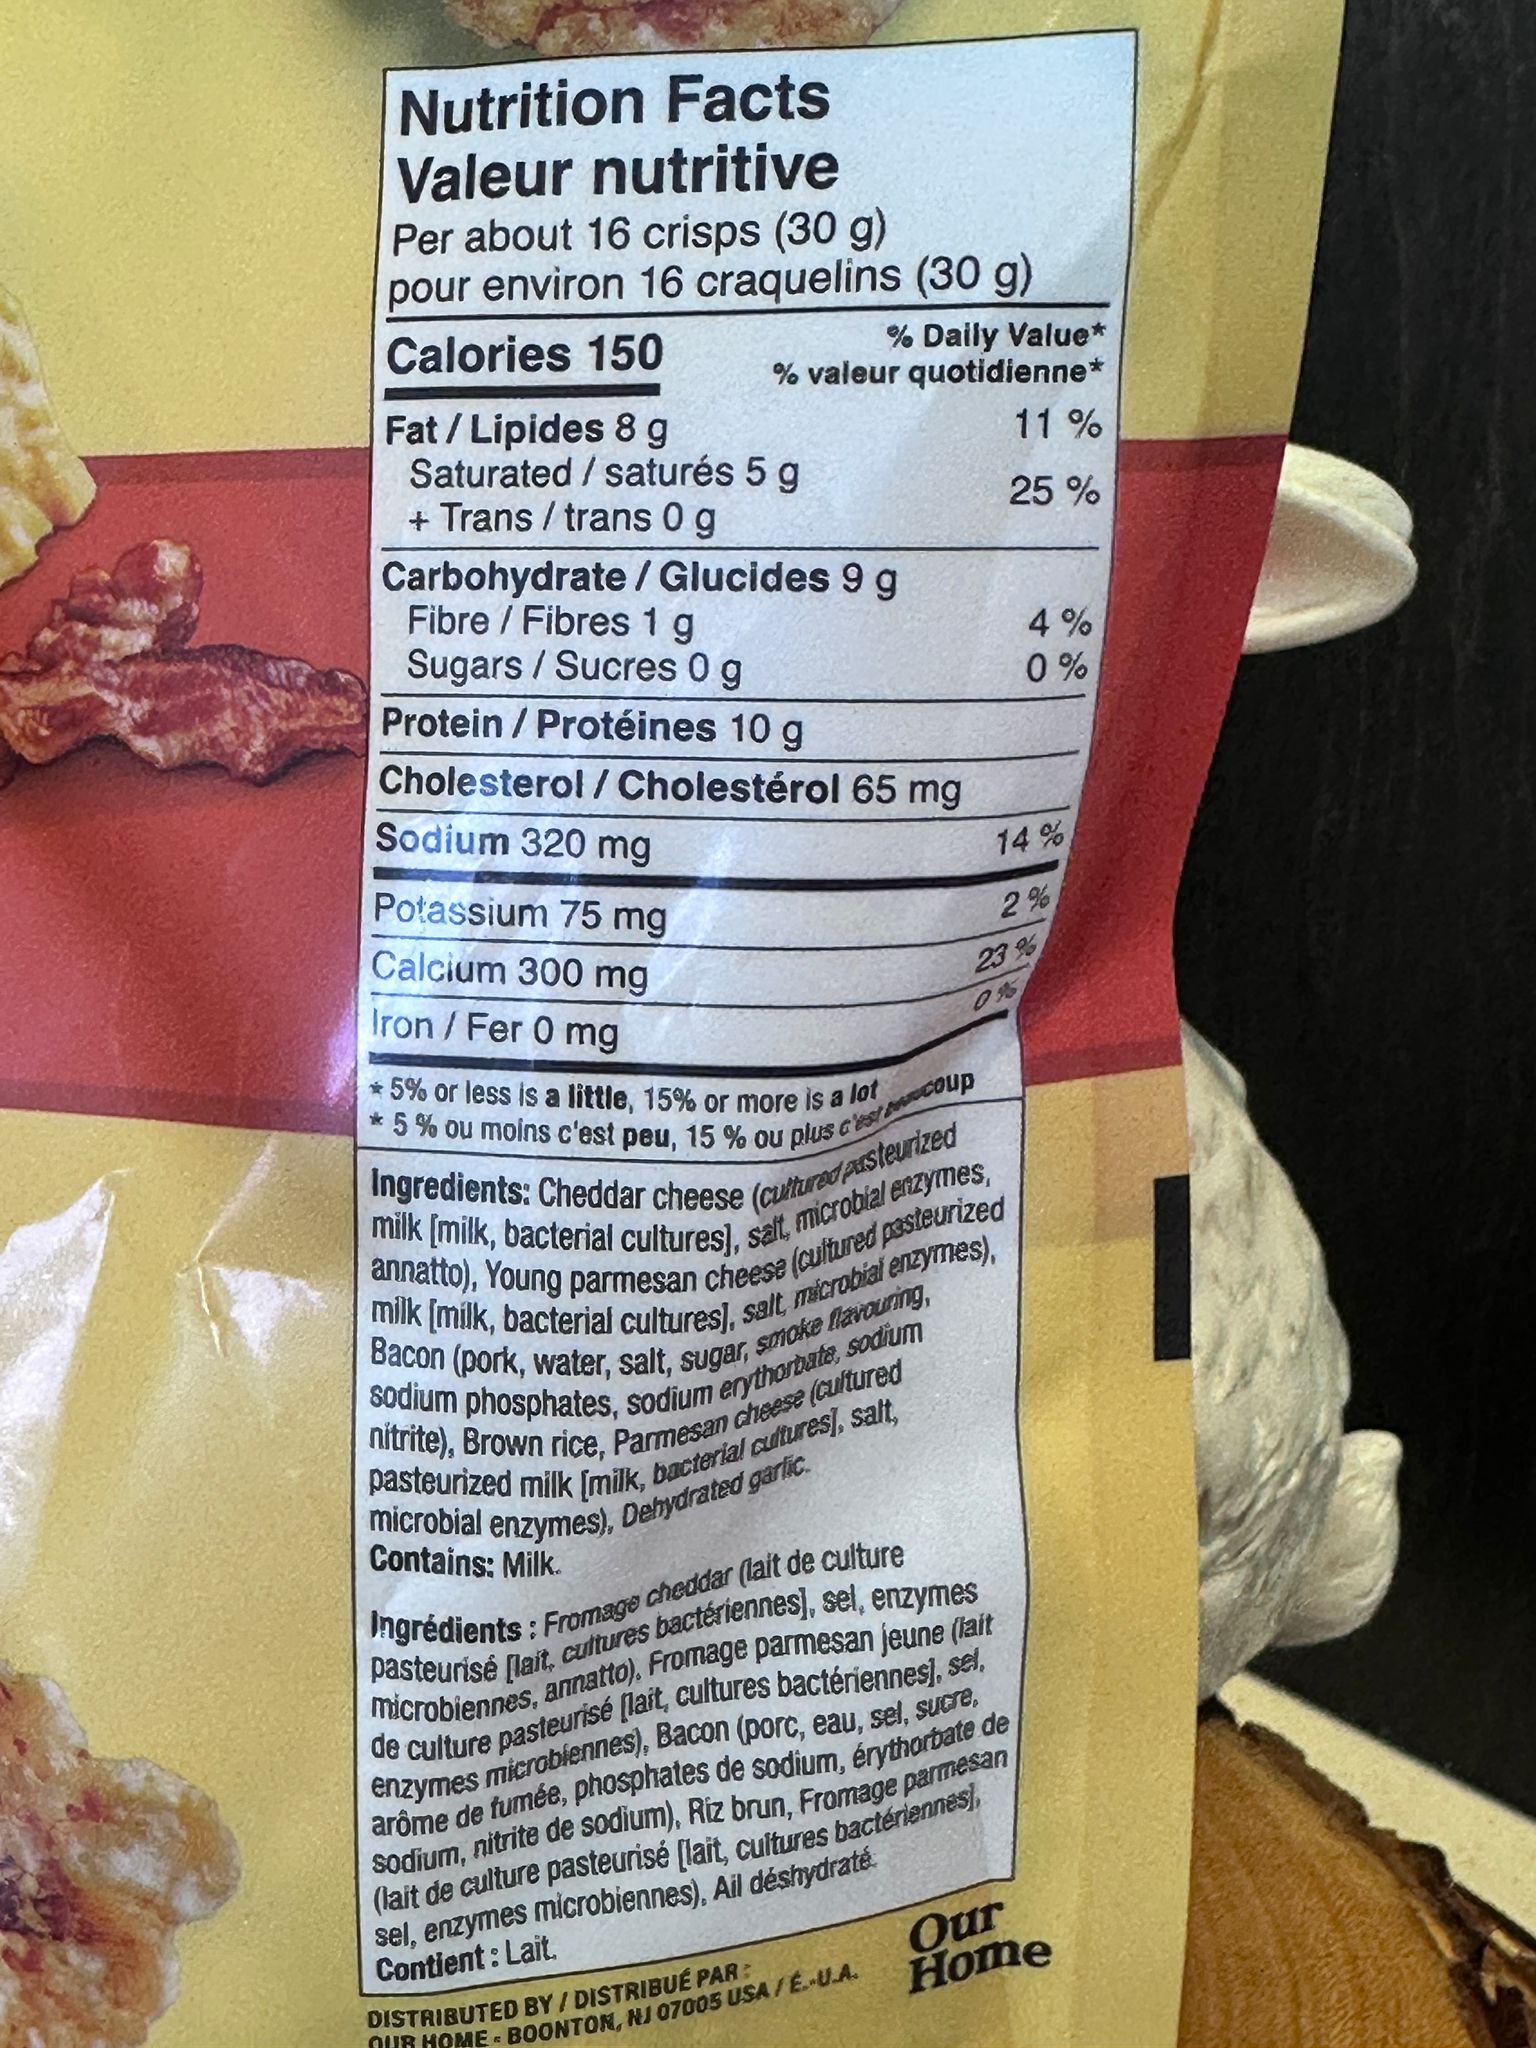 Nutrition Facts
Valeur nutritive
Per about 16 crisps (30 g)
pour environ 16 craquelins (30 g)
% Daily Value*
Calories 150
% valeur quotidienne*
Fat / Lipides 8 g 11 %
Saturated / saturés 5 g
+ Trans / trans 0 g 25 %
Carbohydrate / Glucides 9 g
Fibre / Fibres 1 g 4 %
Sugars / Sucres 0 g 0 %
Protein / Protéines 10 g
Cholesterol / Cholestérol 65 mg
Sodium 320 mg 14 %
Potassium 75 mg 2 %
Calcium 300 mg 23 %
Iron / Fer 0 mg 0 %
* 5% or less is a little, 15% or more is a lot
* 5 % ou moins c'est peu, 15 % ou plus c'est beaucoup
Ingredients: Cheddar cheese (cultured pasteurized
milk [milk, bacterial cultures], salt, microbial enzymes,
annatto), Young parmesan cheese (cultured pasteurized
milk [milk, bacterial cultures], salt, microbial enzymes),
Bacon (pork, water, salt, sugar, smoke flavouring,
sodium phosphates, sodium erythorbate, sodium
nitrite), Brown rice, Parmesan cheese (cultured
pasteurized milk [milk, bacterial cultures], salt,
microbial enzymes), Dehydrated garlic.
Contains: Milk.
Ingrédients : Fromage cheddar (lait de culture
pasteurisé [lait, cultures bactériennes], sel, enzymes
microbiennes, annatto), Fromage parmesan jeune (lait
de culture pasteurisé [lait, cultures bactériennes], sel,
enzymes microbiennes), Bacon (porc, eau, sel, sucre,
arôme de fumée, phosphates de sodium, érythorbate de
sodium, nitrite de sodium), Riz brun, Fromage parmesan
(lait de culture pasteurisé [lait, cultures bactériennes],
sel, enzymes microbiennes), Ail déshydraté.
Contient : Lait.
DISTRIBUTED BY / DISTRIBUÉ PAR :
OUR HOME - BOONTON, NJ 07005 USA / É.-U.A.
Our
Home